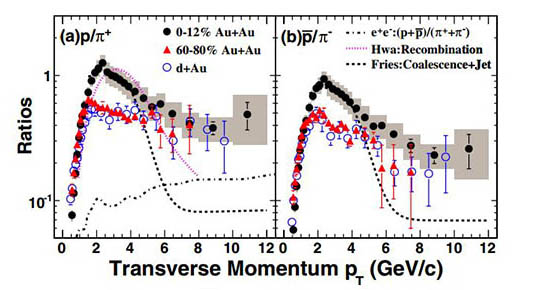 (a)p/π⁺
0-12% Au+Au
60-80% Au+Au
d+Au
(b)p̅/π⁻
e⁺e⁻:(p+p̅)/(π⁺+π⁻)
Hwa:Recombination
Fries:Coalescence+Jet
Ratios
1
10⁻¹
0 2 4 6 8 10 12 0 2 4 6 8 10 12
Transverse Momentum p_T (GeV/c)